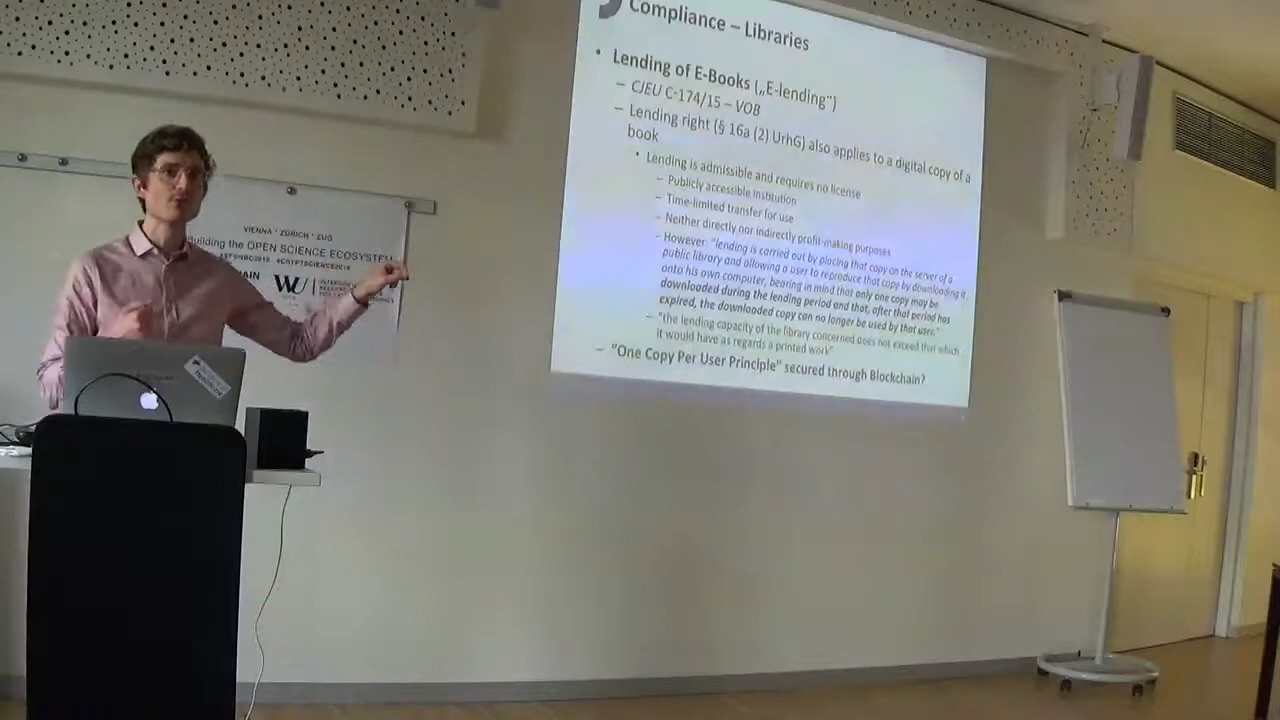 Compliance – Libraries
• Lending of E-Books („E-lending“)
– CJEU C-174/15 – VOB
– Lending right (§ 16a (2) UrhG) also applies to a digital copy of a
book
• Lending is admissible and requires no license
– Publicly accessible institution
– Time-limited transfer for use
– Neither directly nor indirectly profit-making purposes
– However: "lending is carried out by placing that copy on the server of a
public library and allowing a user to reproduce that copy by downloading it
onto his own computer, bearing in mind that only one copy may be
downloaded during the lending period and that, after that period has
expired, the downloaded copy can no longer be used by that user."
– "the lending capacity of the library concerned does not exceed that which
it would have as regards a printed work"
– "One Copy Per User Principle" secured through Blockchain?
VIENNA * ZURICH * ZUG
Building the OPEN SCIENCE ECOSYSTEM
WU